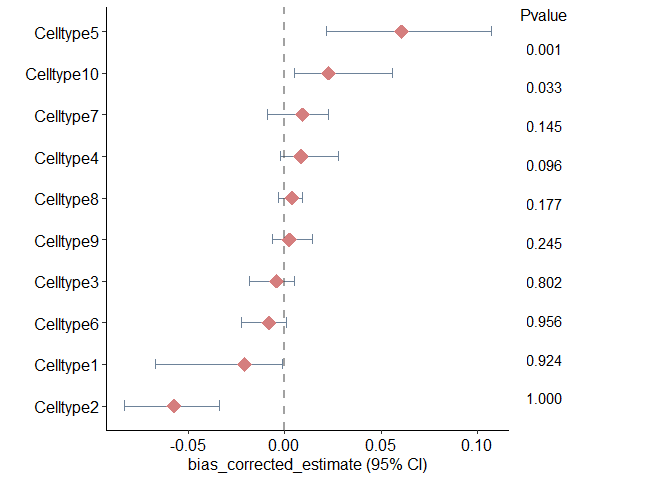 Pvalue
Celltype5
0.001
Celltype10
0.033
Celltype7
0.145
Celltype4
0.096
Celltype8
0.177
Celltype9
0.245
Celltype3
0.802
Celltype6
0.956
Celltype1
0.924
Celltype2
1.000
-0.05 0.00 0.05 0.10
bias_corrected_estimate (95% CI)